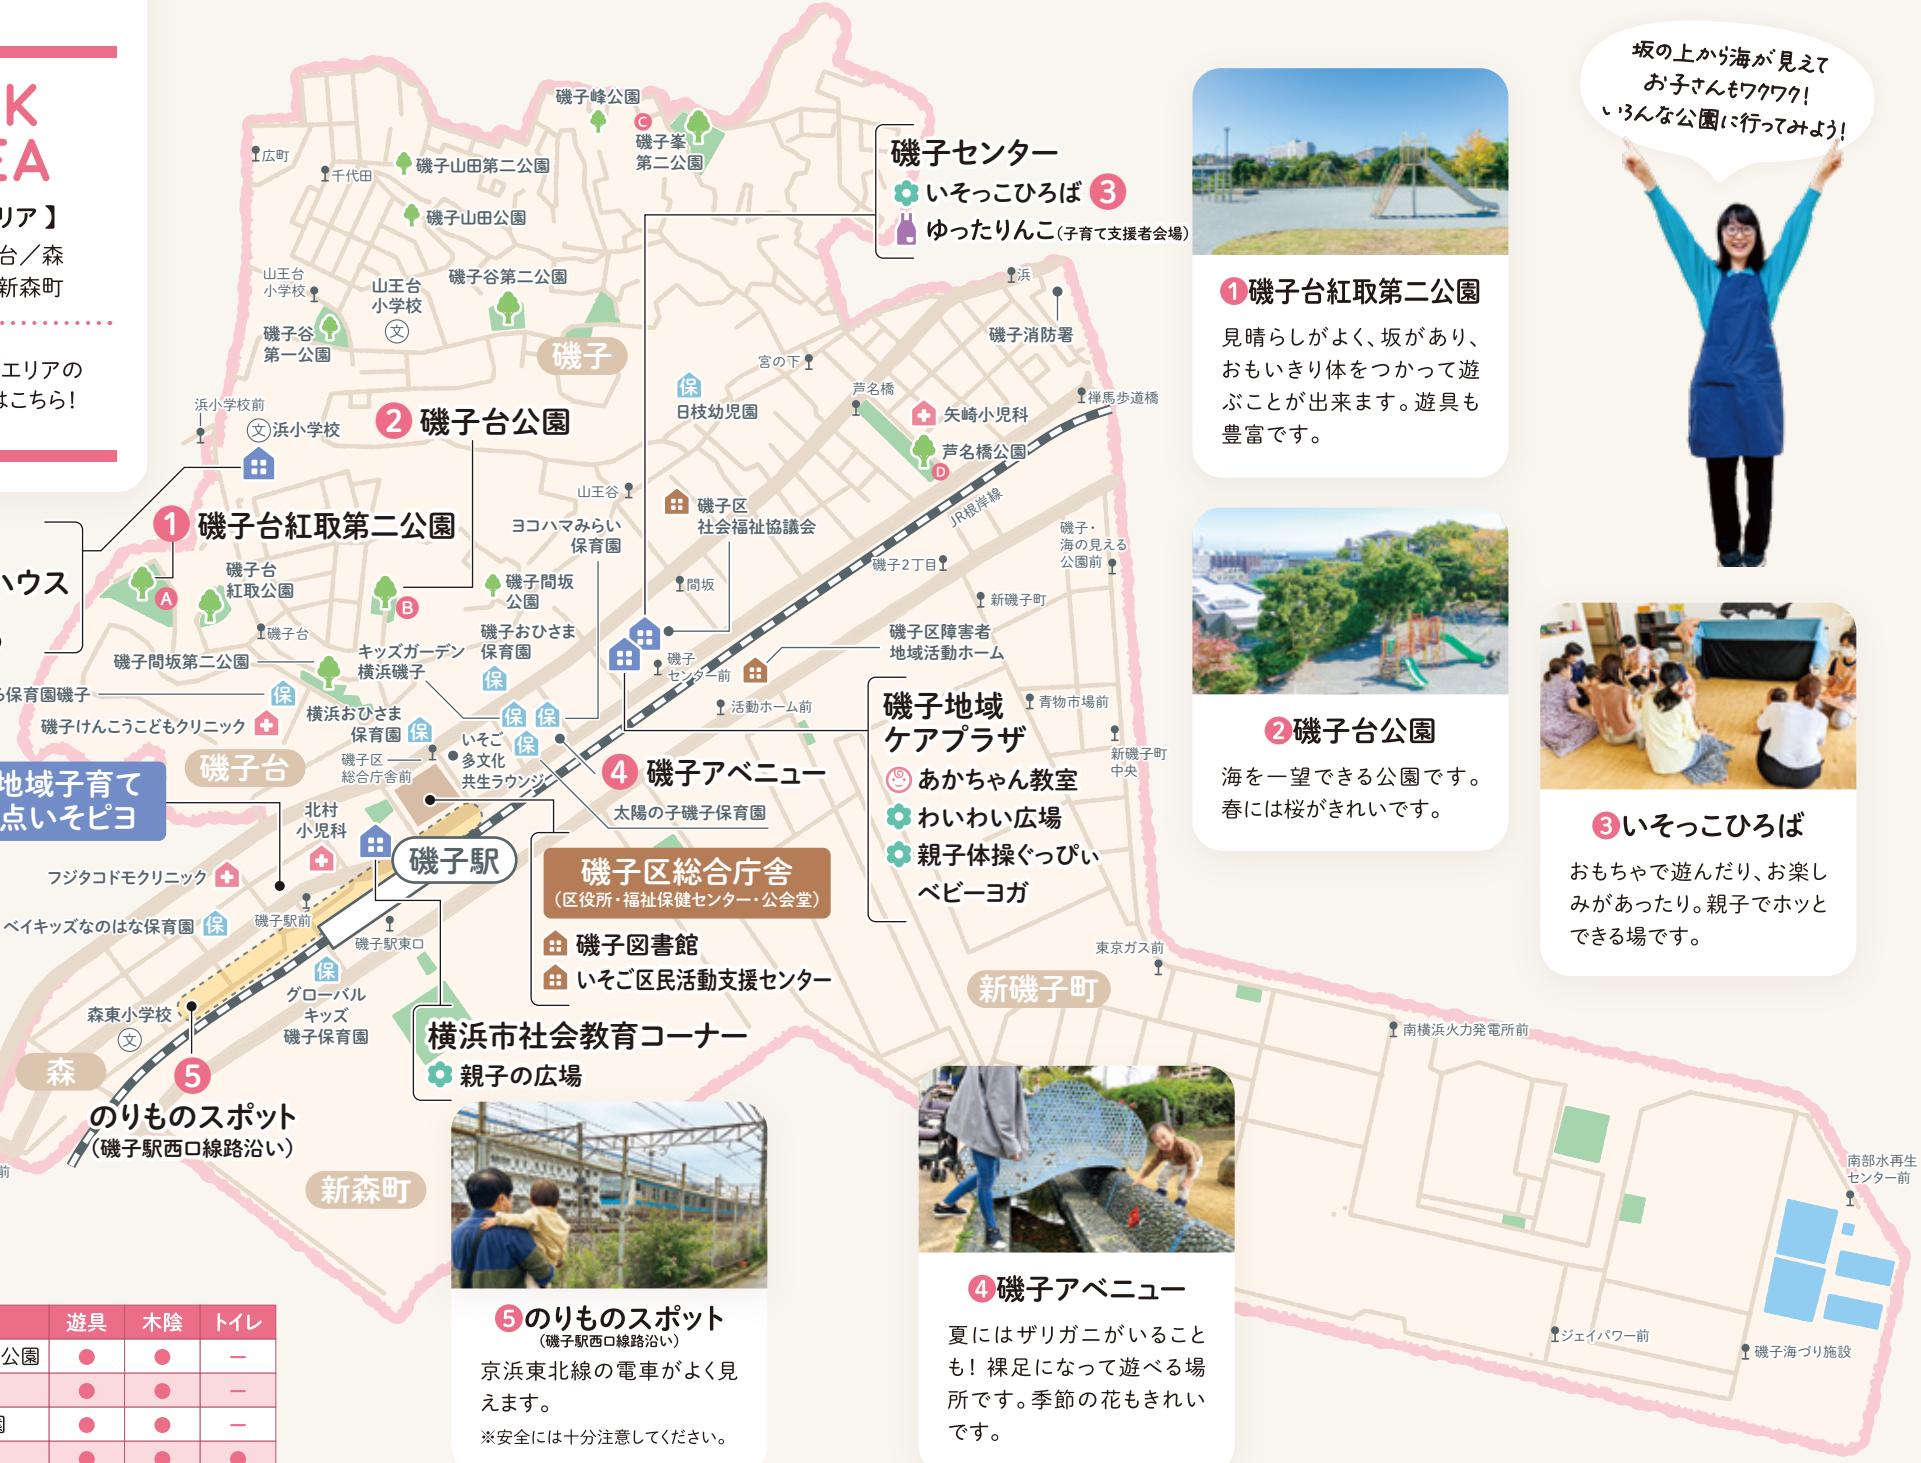 K
EA
リア 】
台／森
新森町
エリアの
はこちら！
ハウス
坂の上から海が見えて
お子さんもワクワク！
いろんな公園に行ってみよう！
磯子峰公園
C
磯子峯
第二公園
広町
千代田
磯子山田第二公園
磯子山田公園
磯子センター
いそっこひろば 3
ゆったりんこ（子育て支援者会場）
山王台
小学校
山王台
小学校
文
磯子谷第二公園
磯子谷
第一公園
磯子
浜
磯子消防署
宮の下
保
日枝幼児園
芦名橋
矢崎小児科
禅馬歩道橋
芦名橋公園
D
浜小学校前
文 浜小学校
2 磯子台公園
1 磯子台紅取第二公園
山王谷
磯子区
社会福祉協議会
ヨコハマみらい
保育園
JR根岸線
磯子・
海の見える
公園前
磯子2丁目
新磯子町
A
磯子台
紅取公園
B
磯子間坂
公園
間坂
磯子台
磯子間坂第二公園
キッズガーデン
横浜磯子
磯子おひさま
保育園
保
磯子
センター前
磯子区障害者
地域活動ホーム
保育園磯子
保
磯子けんこうこどもクリニック
横浜おひさま
保育園
保
保
保
保
活動ホーム前
青物市場前
新磯子町
中央
磯子台
磯子区
総合庁舎前
いそご
多文化
共生ラウンジ
4 磯子アベニュー
太陽の子磯子保育園
磯子地域
ケアプラザ
あかちゃん教室
わいわい広場
親子体操ぐっぴぃ
ベビーヨガ
地域子育て
点いそピヨ
北村
小児科
磯子駅
フジタコドモクリニック
ベイキッズなのはな保育園
保
磯子駅前
磯子駅東口
磯子区総合庁舎
（区役所・福祉保健センター・公会堂）
磯子図書館
いそご区民活動支援センター
保
グローバル
キッズ
磯子保育園
森東小学校
文
森
5
のりものスポット
（磯子駅西口線路沿い）
前
横浜市社会教育コーナー
親子の広場
新森町
新磯子町
東京ガス前
南横浜火力発電所前
南部水再生
センター前
ジェイパワー前
磯子海づり施設
1磯子台紅取第二公園
見晴らしがよく、坂があり、
おもいきり体をつかって遊
ぶことが出来ます。遊具も
豊富です。
2磯子台公園
海を一望できる公園です。
春には桜がきれいです。
3いそっこひろば
おもちゃで遊んだり、お楽し
みがあったり。親子でホッと
できる場です。
4磯子アベニュー
夏にはザリガニがいること
も！ 裸足になって遊べる場
所です。季節の花もきれい
です。
5のりものスポット
（磯子駅西口線路沿い）
京浜東北線の電車がよく見
えます。
※安全には十分注意してください。
遊具 木陰 トイレ
公園 ● ● −
● ● −
園 ● ● −
● ● ●